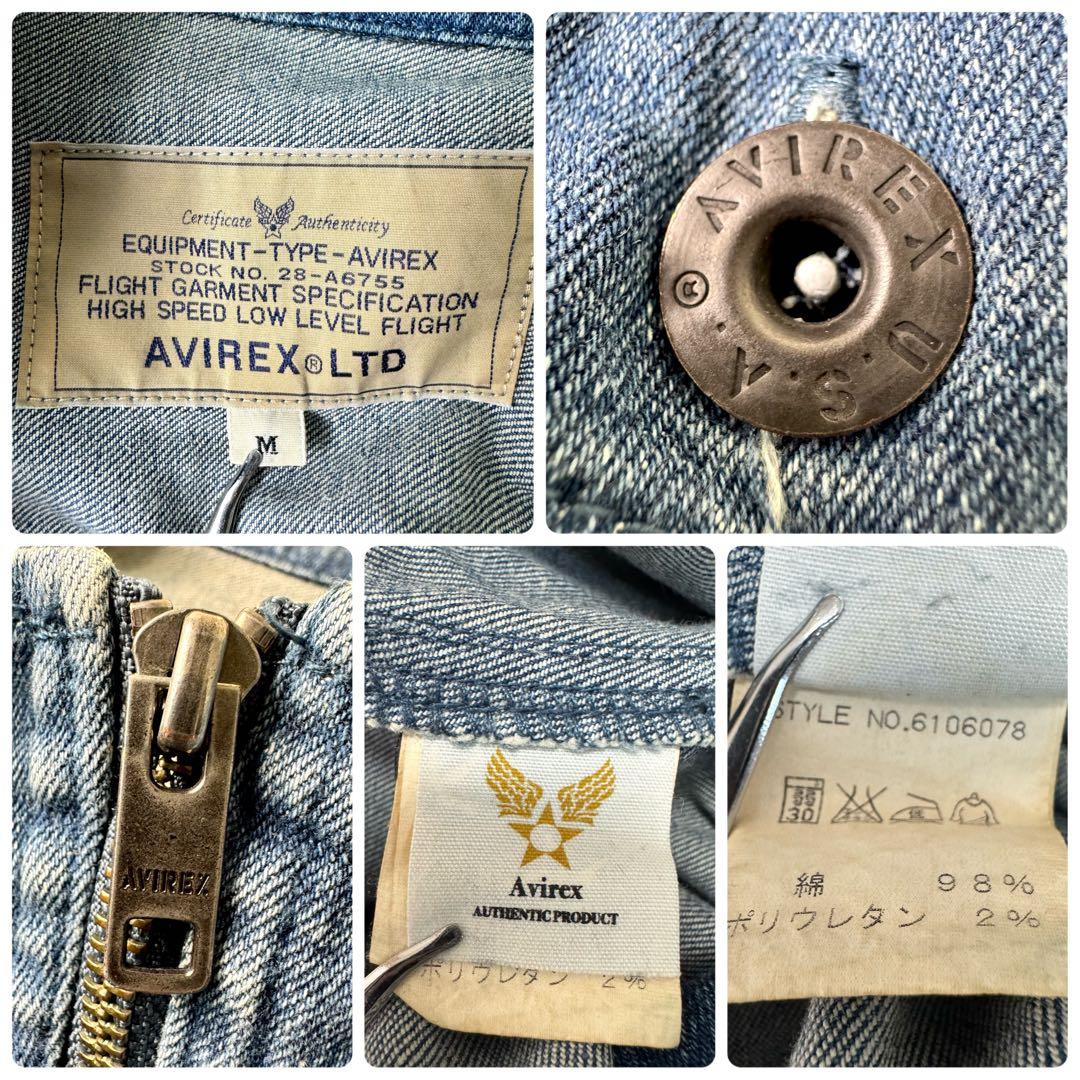 Certificate Authenticity
EQUIPMENT-TYPE-AVIREX
STOCK NO. 28-A6755
FLIGHT GARMENT SPECIFICATION
HIGH SPEED LOW LEVEL FLIGHT
AVIREX® LTD
M
AVIREX U.S.A. ®
AVIREX
Avirex
AUTHENTIC PRODUCT
ポリウレタン 2%
STYLE NO.6106078
綿 98%
ポリウレタン 2%